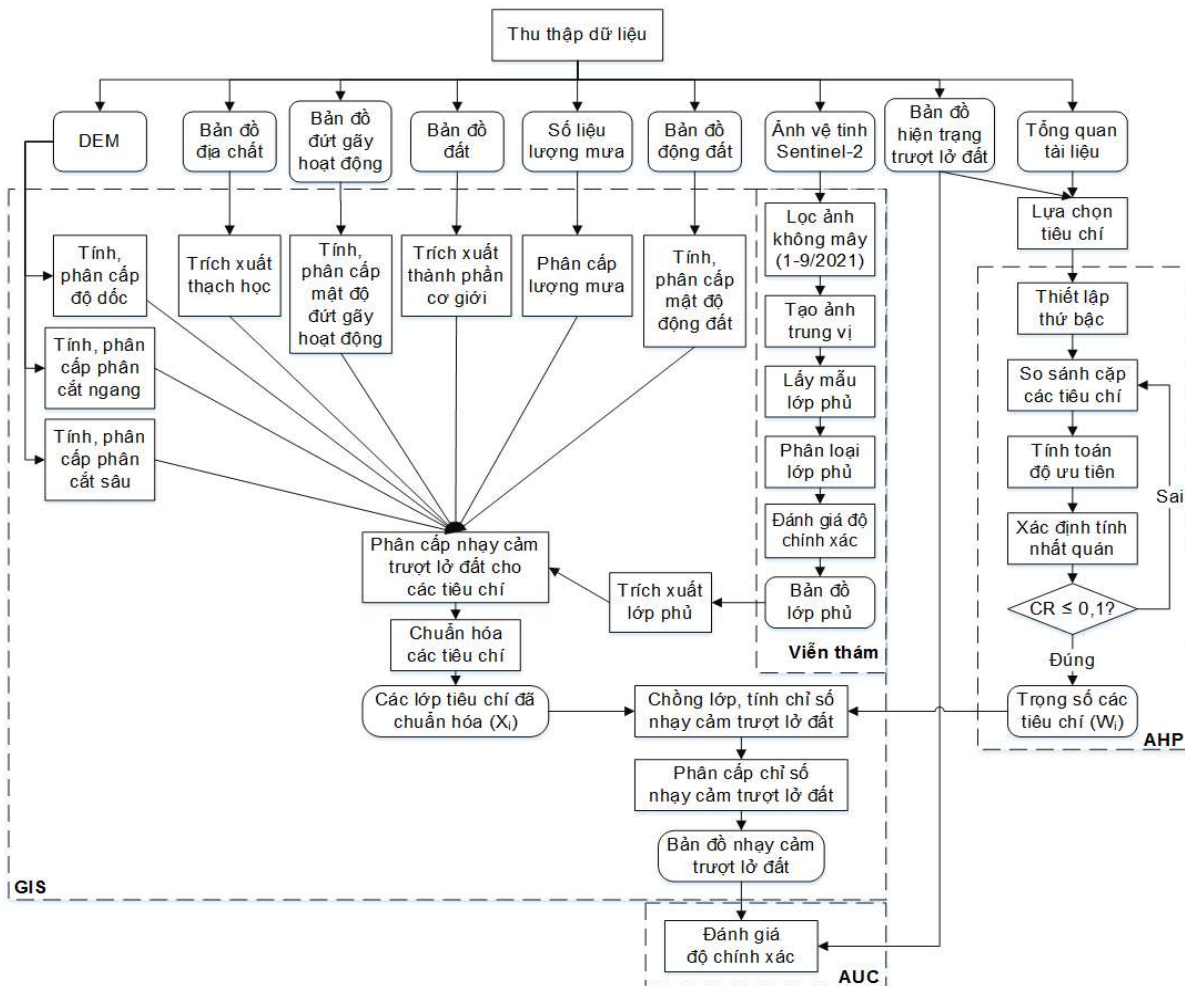 Thu thập dữ liệu
DEM
Bản đồ
địa chất
Bản đồ
đứt gãy
hoạt động
Bản đồ
đất
Số liệu
lượng mưa
Bản đồ
động đất
Ảnh vệ tinh
Sentinel-2
Bản đồ
hiện trạng
trượt lở đất
Tổng quan
tài liệu
Tính,
phân cấp
độ dốc
Trích xuất
thạch học
Tính,
phân cấp
mật độ
đứt gãy
hoạt động
Trích xuất
thành phần
cơ giới
Phân cấp
lượng mưa
Tính,
phân cấp
mật độ
động đất
Lọc ảnh
không mây
(1-9/2021)
Lựa chọn
tiêu chí
Tính, phân
cấp phân
cắt ngang
Tạo ảnh
trung vị
Thiết lập
thứ bậc
Tính, phân
cấp phân
cắt sâu
Lấy mẫu
lớp phủ
So sánh cặp
các tiêu chí
Phân loại
lớp phủ
Tính toán
độ ưu tiên
Sai
Đánh giá độ
chính xác
Xác định tính
nhất quán
Phân cấp nhạy cảm
trượt lở đất cho
các tiêu chí
Trích xuất
lớp phủ
Bản đồ
lớp phủ
CR ≤ 0,1?
Chuẩn hóa
các tiêu chí
Viễn thám
Đúng
Các lớp tiêu chí đã
chuẩn hóa (Xi)
Chồng lớp, tính chỉ số
nhạy cảm trượt lở đất
Trọng số các
tiêu chí (Wi)
AHP
Phân cấp chỉ số
nhạy cảm trượt lở đất
Bản đồ nhạy cảm
trượt lở đất
GIS
Đánh giá
độ chính xác
AUC